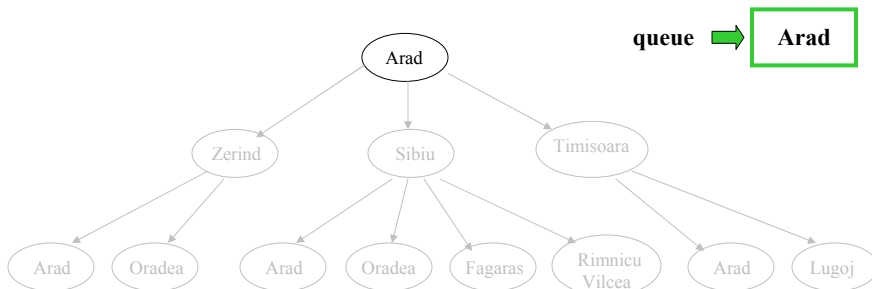 queue Arad
Arad
Zerind Sibiu Timisoara
Arad Oradea Arad Oradea Fagaras Rimnicu Vilcea Arad Lugoj